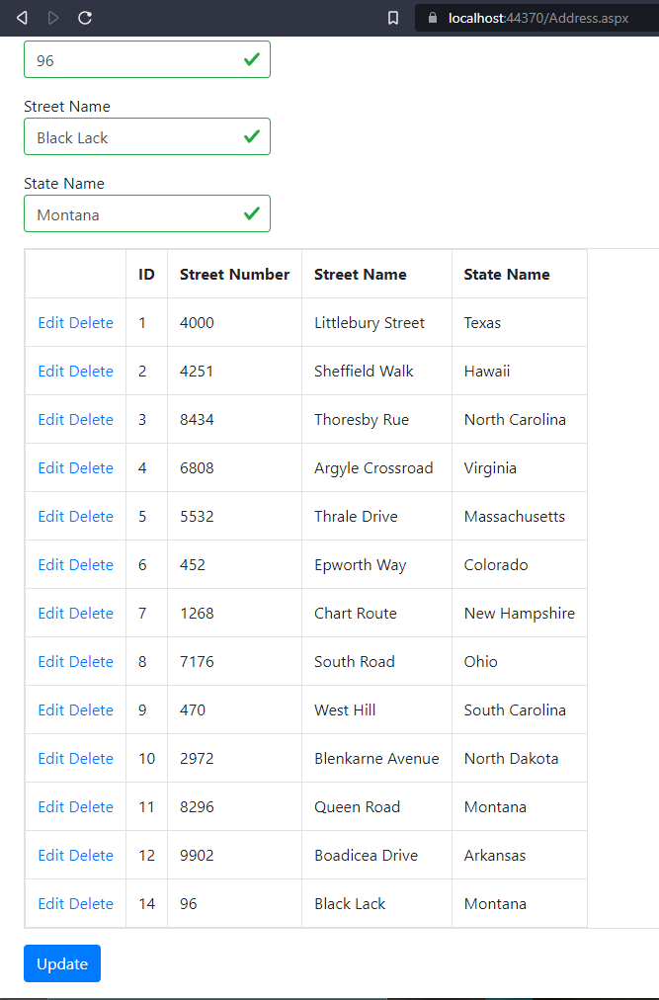 localhost:44370/Address.aspx
96
Street Name
Black Lack
State Name
Montana
ID Street Number Street Name State Name
Edit Delete 1 4000 Littlebury Street Texas
Edit Delete 2 4251 Sheffield Walk Hawaii
Edit Delete 3 8434 Thoresby Rue North Carolina
Edit Delete 4 6808 Argyle Crossroad Virginia
Edit Delete 5 5532 Thrale Drive Massachusetts
Edit Delete 6 452 Epworth Way Colorado
Edit Delete 7 1268 Chart Route New Hampshire
Edit Delete 8 7176 South Road Ohio
Edit Delete 9 470 West Hill South Carolina
Edit Delete 10 2972 Blenkarne Avenue North Dakota
Edit Delete 11 8296 Queen Road Montana
Edit Delete 12 9902 Boadicea Drive Arkansas
Edit Delete 14 96 Black Lack Montana
Update